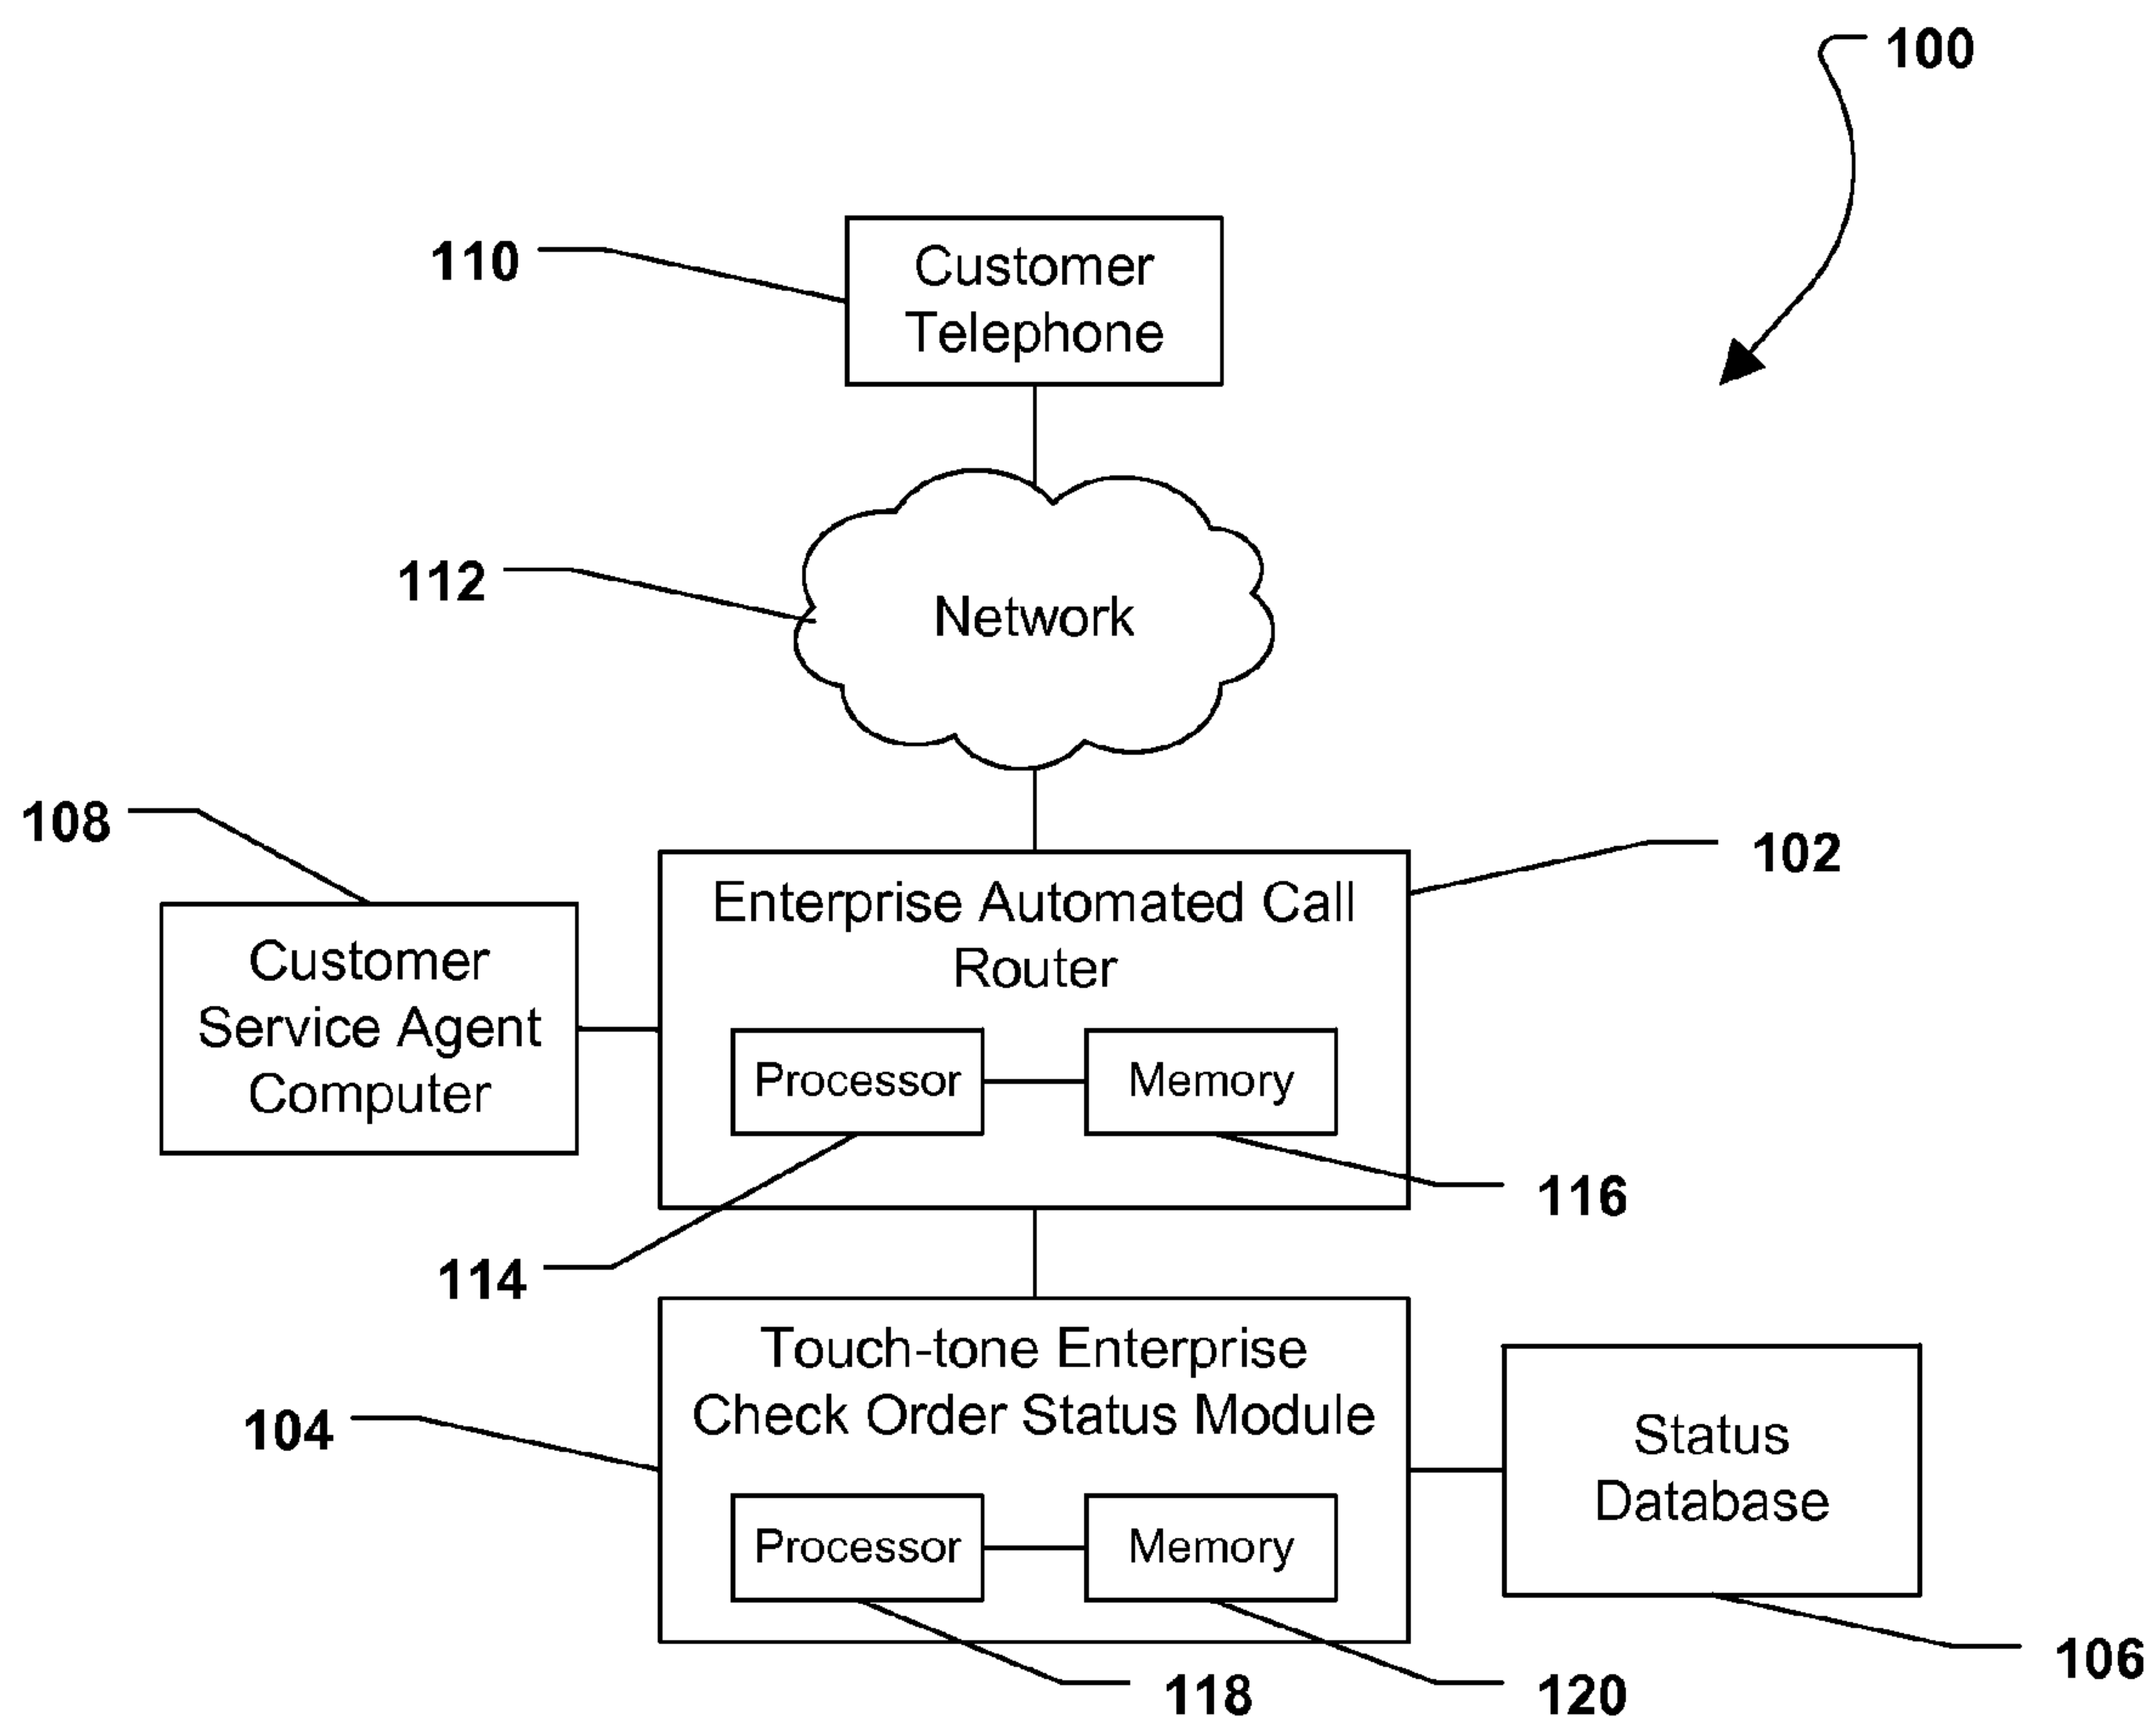 100
110
Customer
Telephone
112
Network
108
102
Enterprise Automated Call
Router
Customer
Service Agent
Computer
Processor
Memory
116
114
Touch-tone Enterprise
Check Order Status Module
104
Status
Database
Processor
Memory
106
118
120